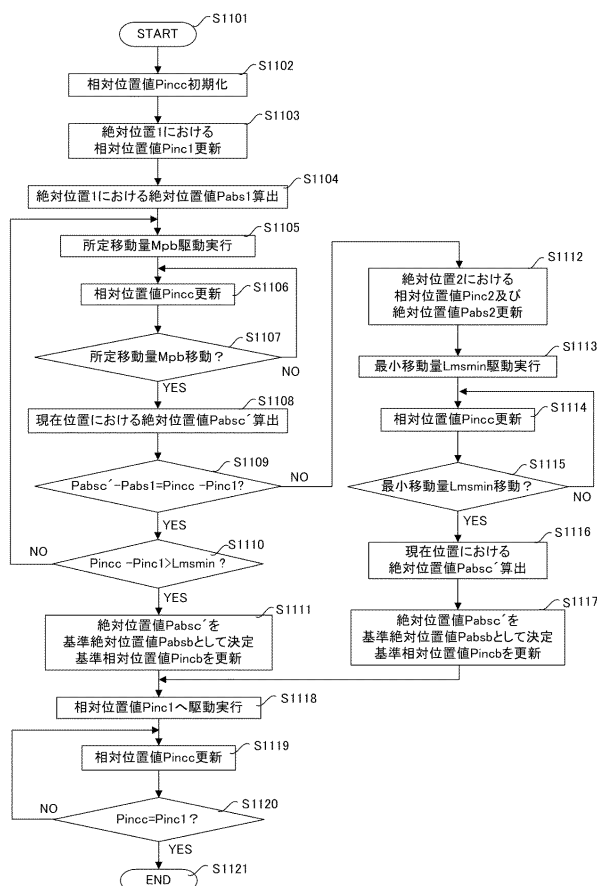 S1101
START
S1102
相対位置値Pincc初期化
S1103
絶対位置1における
相対位置値Pinc1更新
S1104
絶対位置1における絶対位置値Pabs1算出
S1105
所定移動量Mpb駆動実行
S1106
相対位置値Pincc更新
S1107
所定移動量Mpb移動？
NO
YES
S1108
現在位置における絶対位置値Pabsc´算出
S1109
Pabsc´-Pabs1=Pincc -Pinc1?
NO
YES
S1110
Pincc -Pinc1>Lmsmin？
NO
YES
S1111
絶対位置値Pabsc´を
基準絶対位置値Pabsbとして決定
基準相対位置値Pincbを更新
S1112
絶対位置2における
相対位置値Pinc2及び
絶対位置値Pabs2更新
S1113
最小移動量Lmsmin駆動実行
S1114
相対位置値Pincc更新
S1115
最小移動量Lmsmin移動？
NO
YES
S1116
現在位置における
絶対位置値Pabsc´算出
S1117
絶対位置値Pabsc´を
基準絶対位置値Pabsbとして決定
基準相対位置値Pincbを更新
S1118
相対位置値Pinc1へ駆動実行
S1119
相対位置値Pincc更新
S1120
Pincc=Pinc1？
NO
YES
S1121
END